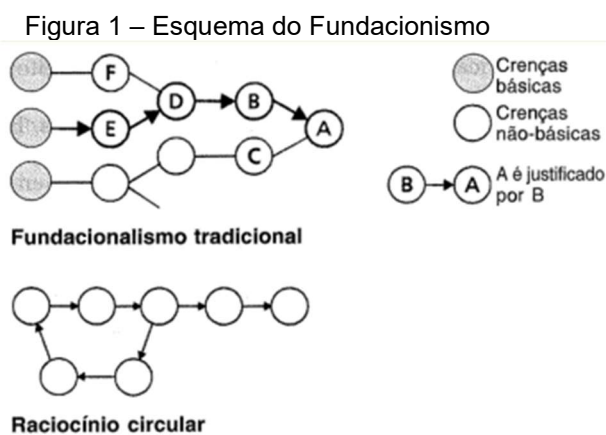 Figura 1 – Esquema do Fundacionismo
F
D
B
E
A
C
Crenças
básicas
Crenças
não-básicas
B
A
A é justificado
por B
Fundacionalismo tradicional
Raciocínio circular